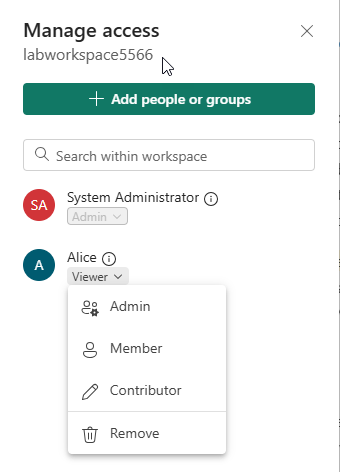 Manage access
labworkspace5566
Add people or groups
Search within workspace
SA
System Administrator
Admin
A
Alice
Viewer
Admin
Member
Contributor
Remove